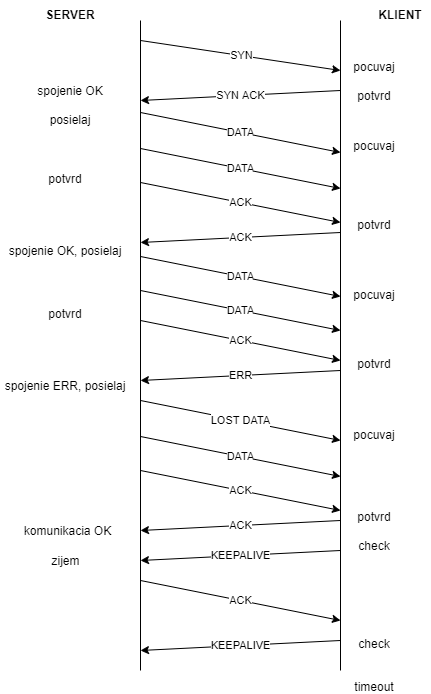 SERVER KLIENT
SYN
pocuvaj
spojenie OK SYN ACK potvrd
posielaj
DATA
pocuvaj
DATA
potvrd
ACK
potvrd
ACK
spojenie OK, posielaj
DATA
pocuvaj
DATA
potvrd
ACK
potvrd
ERR
spojenie ERR, posielaj
LOST DATA
pocuvaj
DATA
ACK
potvrd
ACK
komunikacia OK
check
KEEPALIVE
zijem
ACK
KEEPALIVE check
timeout